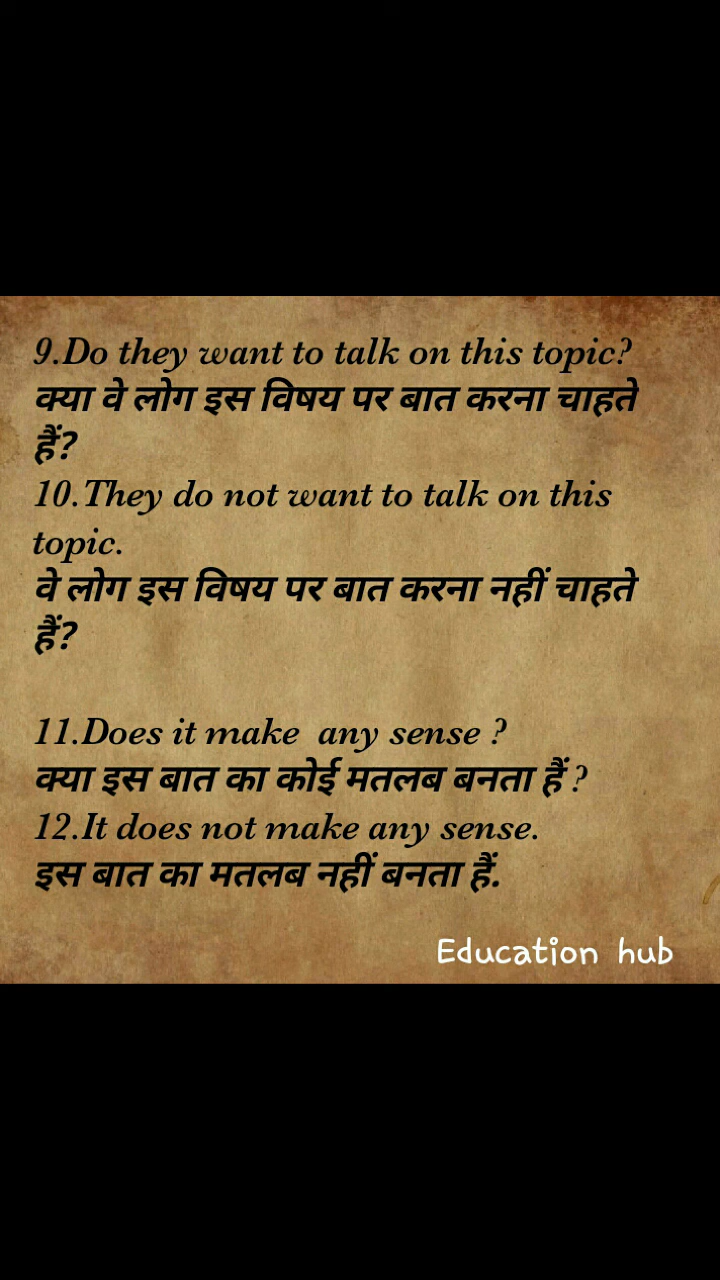 9.Do they want to talk on this topic?
क्या वे लोग इस विषय पर बात करना चाहते
हैं?
10.They do not want to talk on this
topic.
वे लोग इस विषय पर बात करना नहीं चाहते
हैं?
11.Does it make any sense ?
क्या इस बात का कोई मतलब बनता हैं ?
12.It does not make any sense.
इस बात का मतलब नहीं बनता हैं.
Education hub